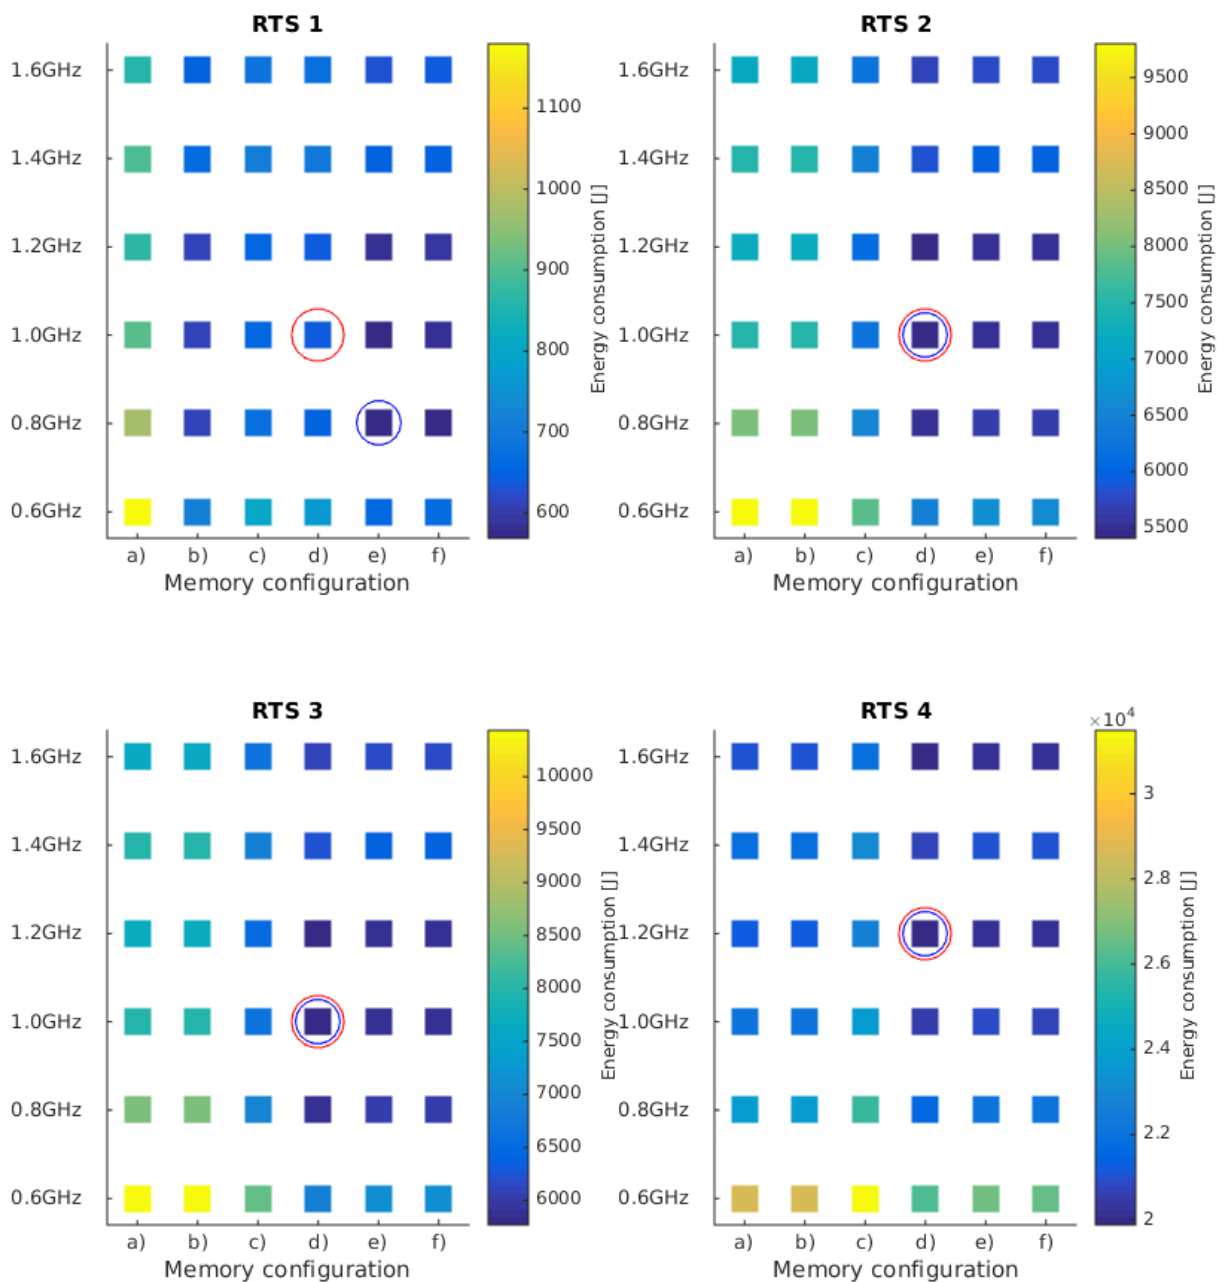 RTS 1
1.6GHz
1.4GHz
1.2GHz
1.0GHz
0.8GHz
0.6GHz
a) b) c) d) e) f)
Memory configuration
1100
1000
900
800
700
600
Energy consumption [J]
RTS 2
1.6GHz
1.4GHz
1.2GHz
1.0GHz
0.8GHz
0.6GHz
a) b) c) d) e) f)
Memory configuration
9500
9000
8500
8000
7500
7000
6500
6000
5500
Energy consumption [J]
RTS 3
1.6GHz
1.4GHz
1.2GHz
1.0GHz
0.8GHz
0.6GHz
a) b) c) d) e) f)
Memory configuration
10000
9500
9000
8500
8000
7500
7000
6500
6000
Energy consumption [J]
RTS 4
1.6GHz
1.4GHz
1.2GHz
1.0GHz
0.8GHz
0.6GHz
a) b) c) d) e) f)
Memory configuration
×10⁴
3
2.8
2.6
2.4
2.2
2
Energy consumption [J]